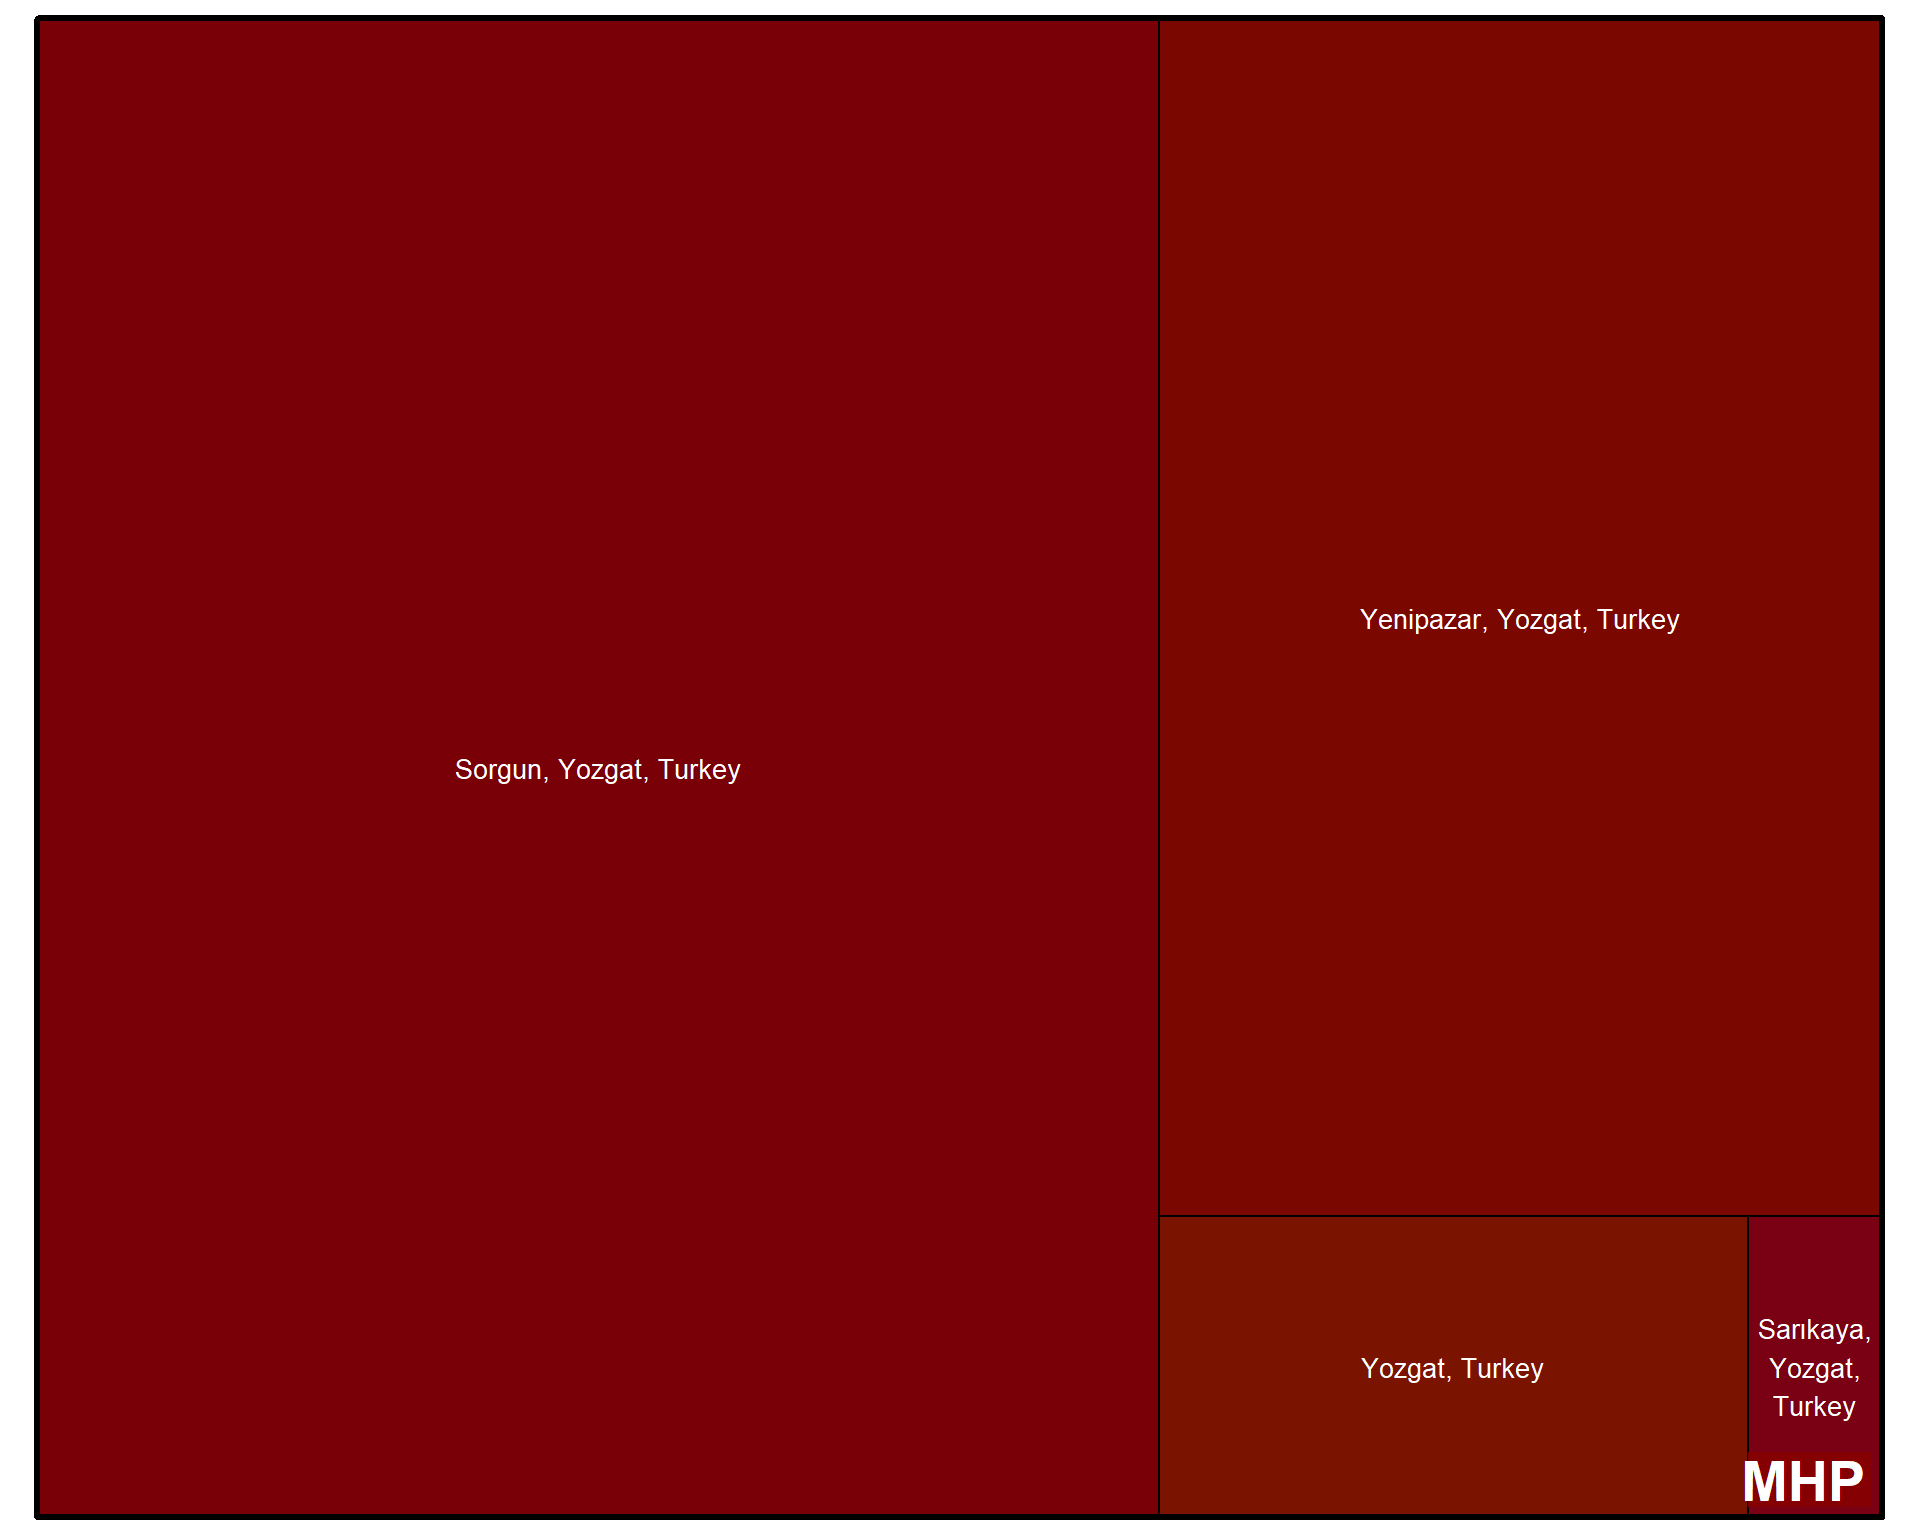 Yenipazar, Yozgat, Turkey
Sorgun, Yozgat, Turkey
Yozgat, Turkey
Sarıkaya,
Yozgat,
Turkey
MHP